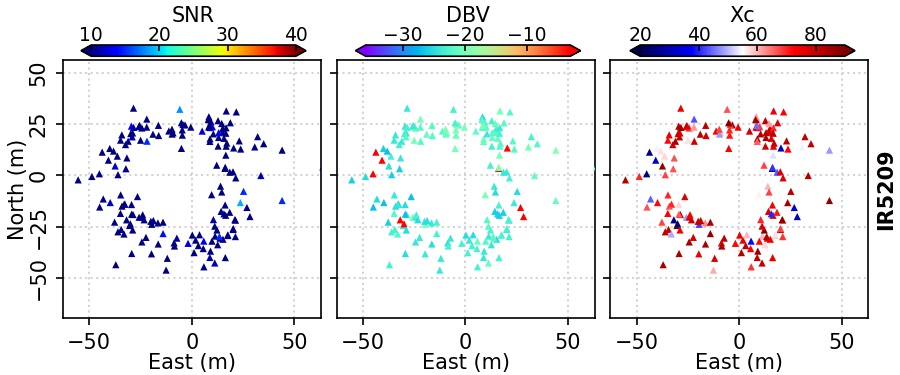 SNR DBV Xc
10 20 30 40 −30 −20 −10 20 40 60 80
50
25
0
−25
−50
North (m)
−50 0 50 −50 0 50 −50 0 50
East (m) East (m) East (m)
IR5209